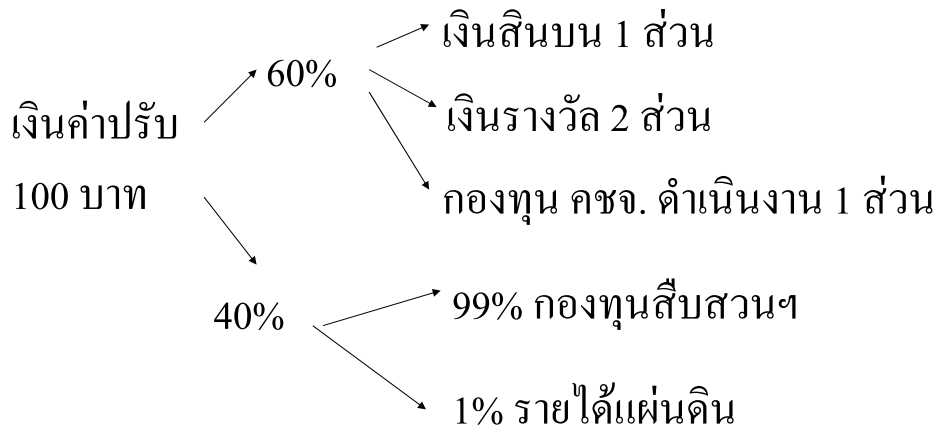 เงินค่าปรับ
100 บาท
60%
เงินสินบน 1 ส่วน
เงินรางวัล 2 ส่วน
กองทุน คชจ. ดำเนินงาน 1 ส่วน
40%
99% กองทุนสืบสวนฯ
1% รายได้แผ่นดิน